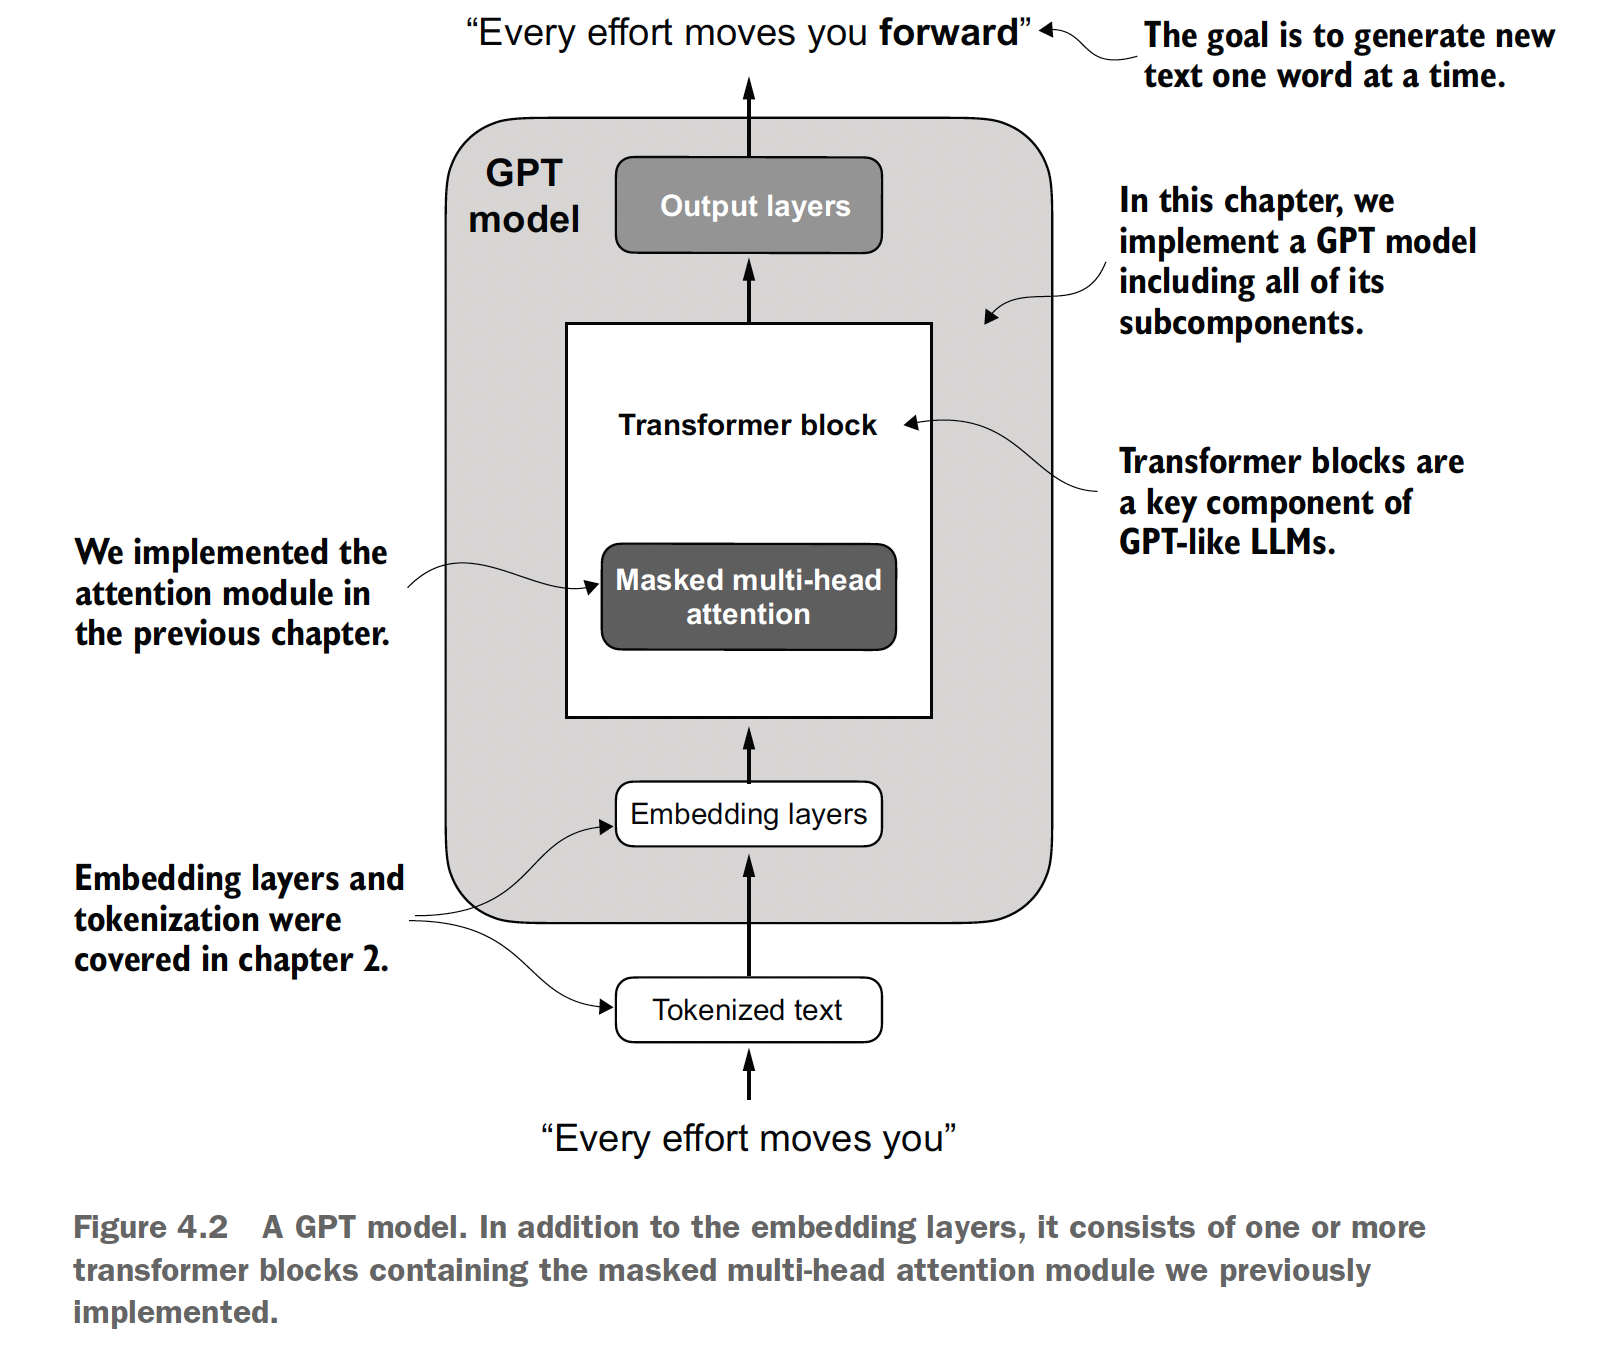 “Every effort moves you forward”
The goal is to generate new
text one word at a time.
GPT
model
Output layers
In this chapter, we
implement a GPT model
including all of its
subcomponents.
Transformer block
Transformer blocks are
a key component of
GPT-like LLMs.
We implemented the
attention module in
the previous chapter.
Masked multi-head
attention
Embedding layers
Embedding layers and
tokenization were
covered in chapter 2.
Tokenized text
“Every effort moves you”
Figure 4.2 A GPT model. In addition to the embedding layers, it consists of one or more
transformer blocks containing the masked multi-head attention module we previously
implemented.